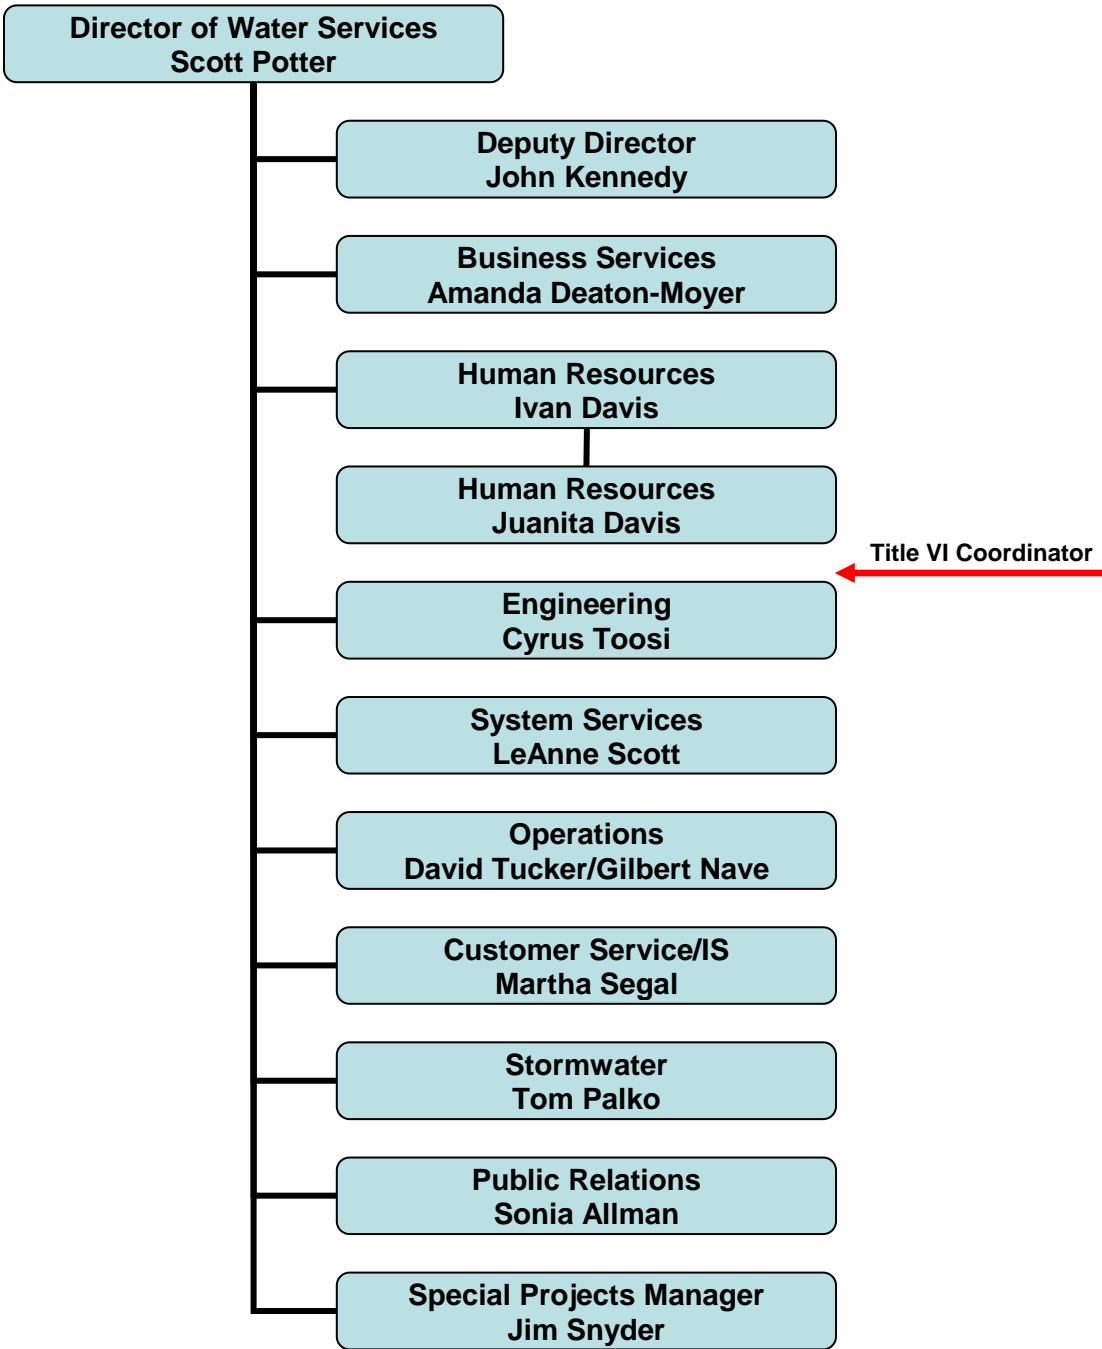 Director of Water Services
Scott Potter
Deputy Director
John Kennedy
Business Services
Amanda Deaton-Moyer
Human Resources
Ivan Davis
Human Resources
Juanita Davis
Title VI Coordinator
Engineering
Cyrus Toosi
System Services
LeAnne Scott
Operations
David Tucker/Gilbert Nave
Customer Service/IS
Martha Segal
Stormwater
Tom Palko
Public Relations
Sonia Allman
Special Projects Manager
Jim Snyder